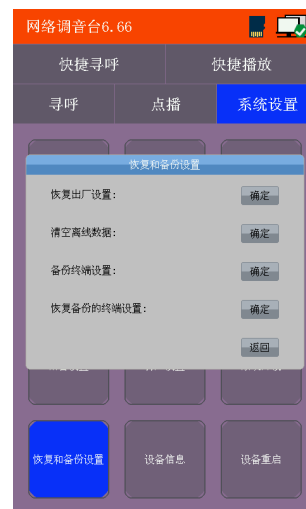 网络调音台6.66
快捷寻呼 快捷播放
寻呼 点播 系统设置
恢复和备份设置
恢复出厂设置: 确定
清空离线数据: 确定
备份终端设置: 确定
恢复备份的终端设置: 确定
返回
恢复和备份设置 设备信息 设备重启